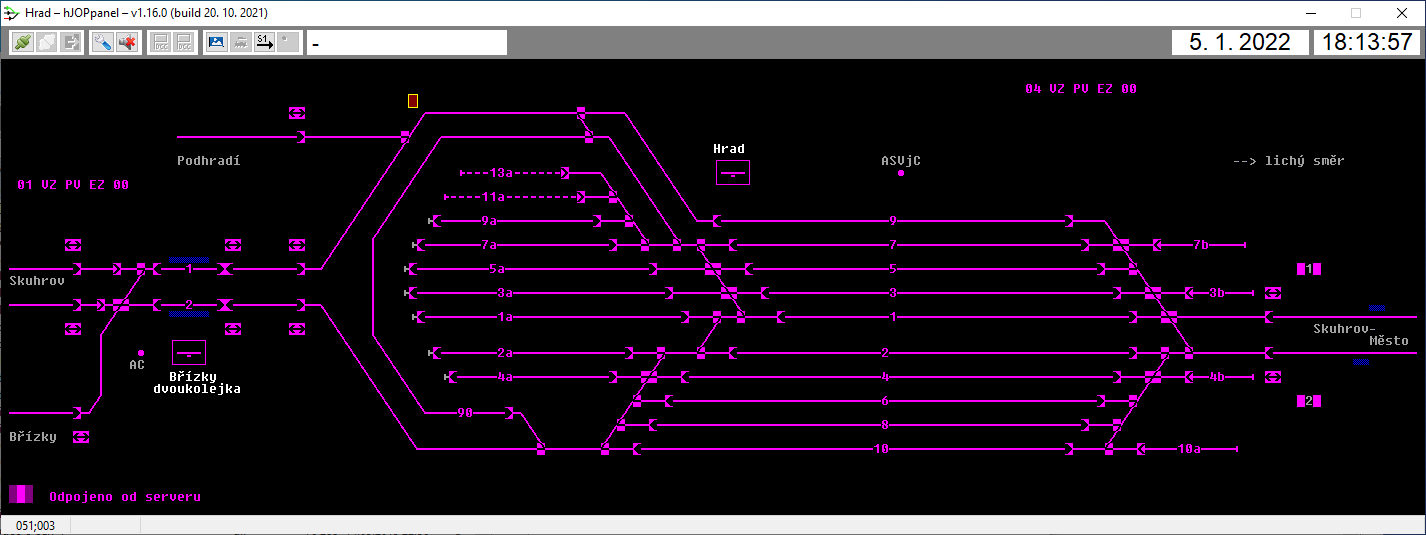 Hrad – hJOPpanel – v1.16.0 (build 20. 10. 2021)
S1
-
5. 1. 2022
18:13:57
04 VZ PV EZ 00
Podhradí
Hrad
ASVjC
--> lichý směr
13a
01 VZ PV EZ 00
11a
9a
9
7a
7
7b
1
5a
5
1
Skuhrov
3a
3
3b
2
1a
1
Skuhrov-
Město
AC
2a
2
Břízky
dvoukolejka
4a
4
4b
6
2
90
8
Břízky
10
10a
Odpojeno od serveru
051;003